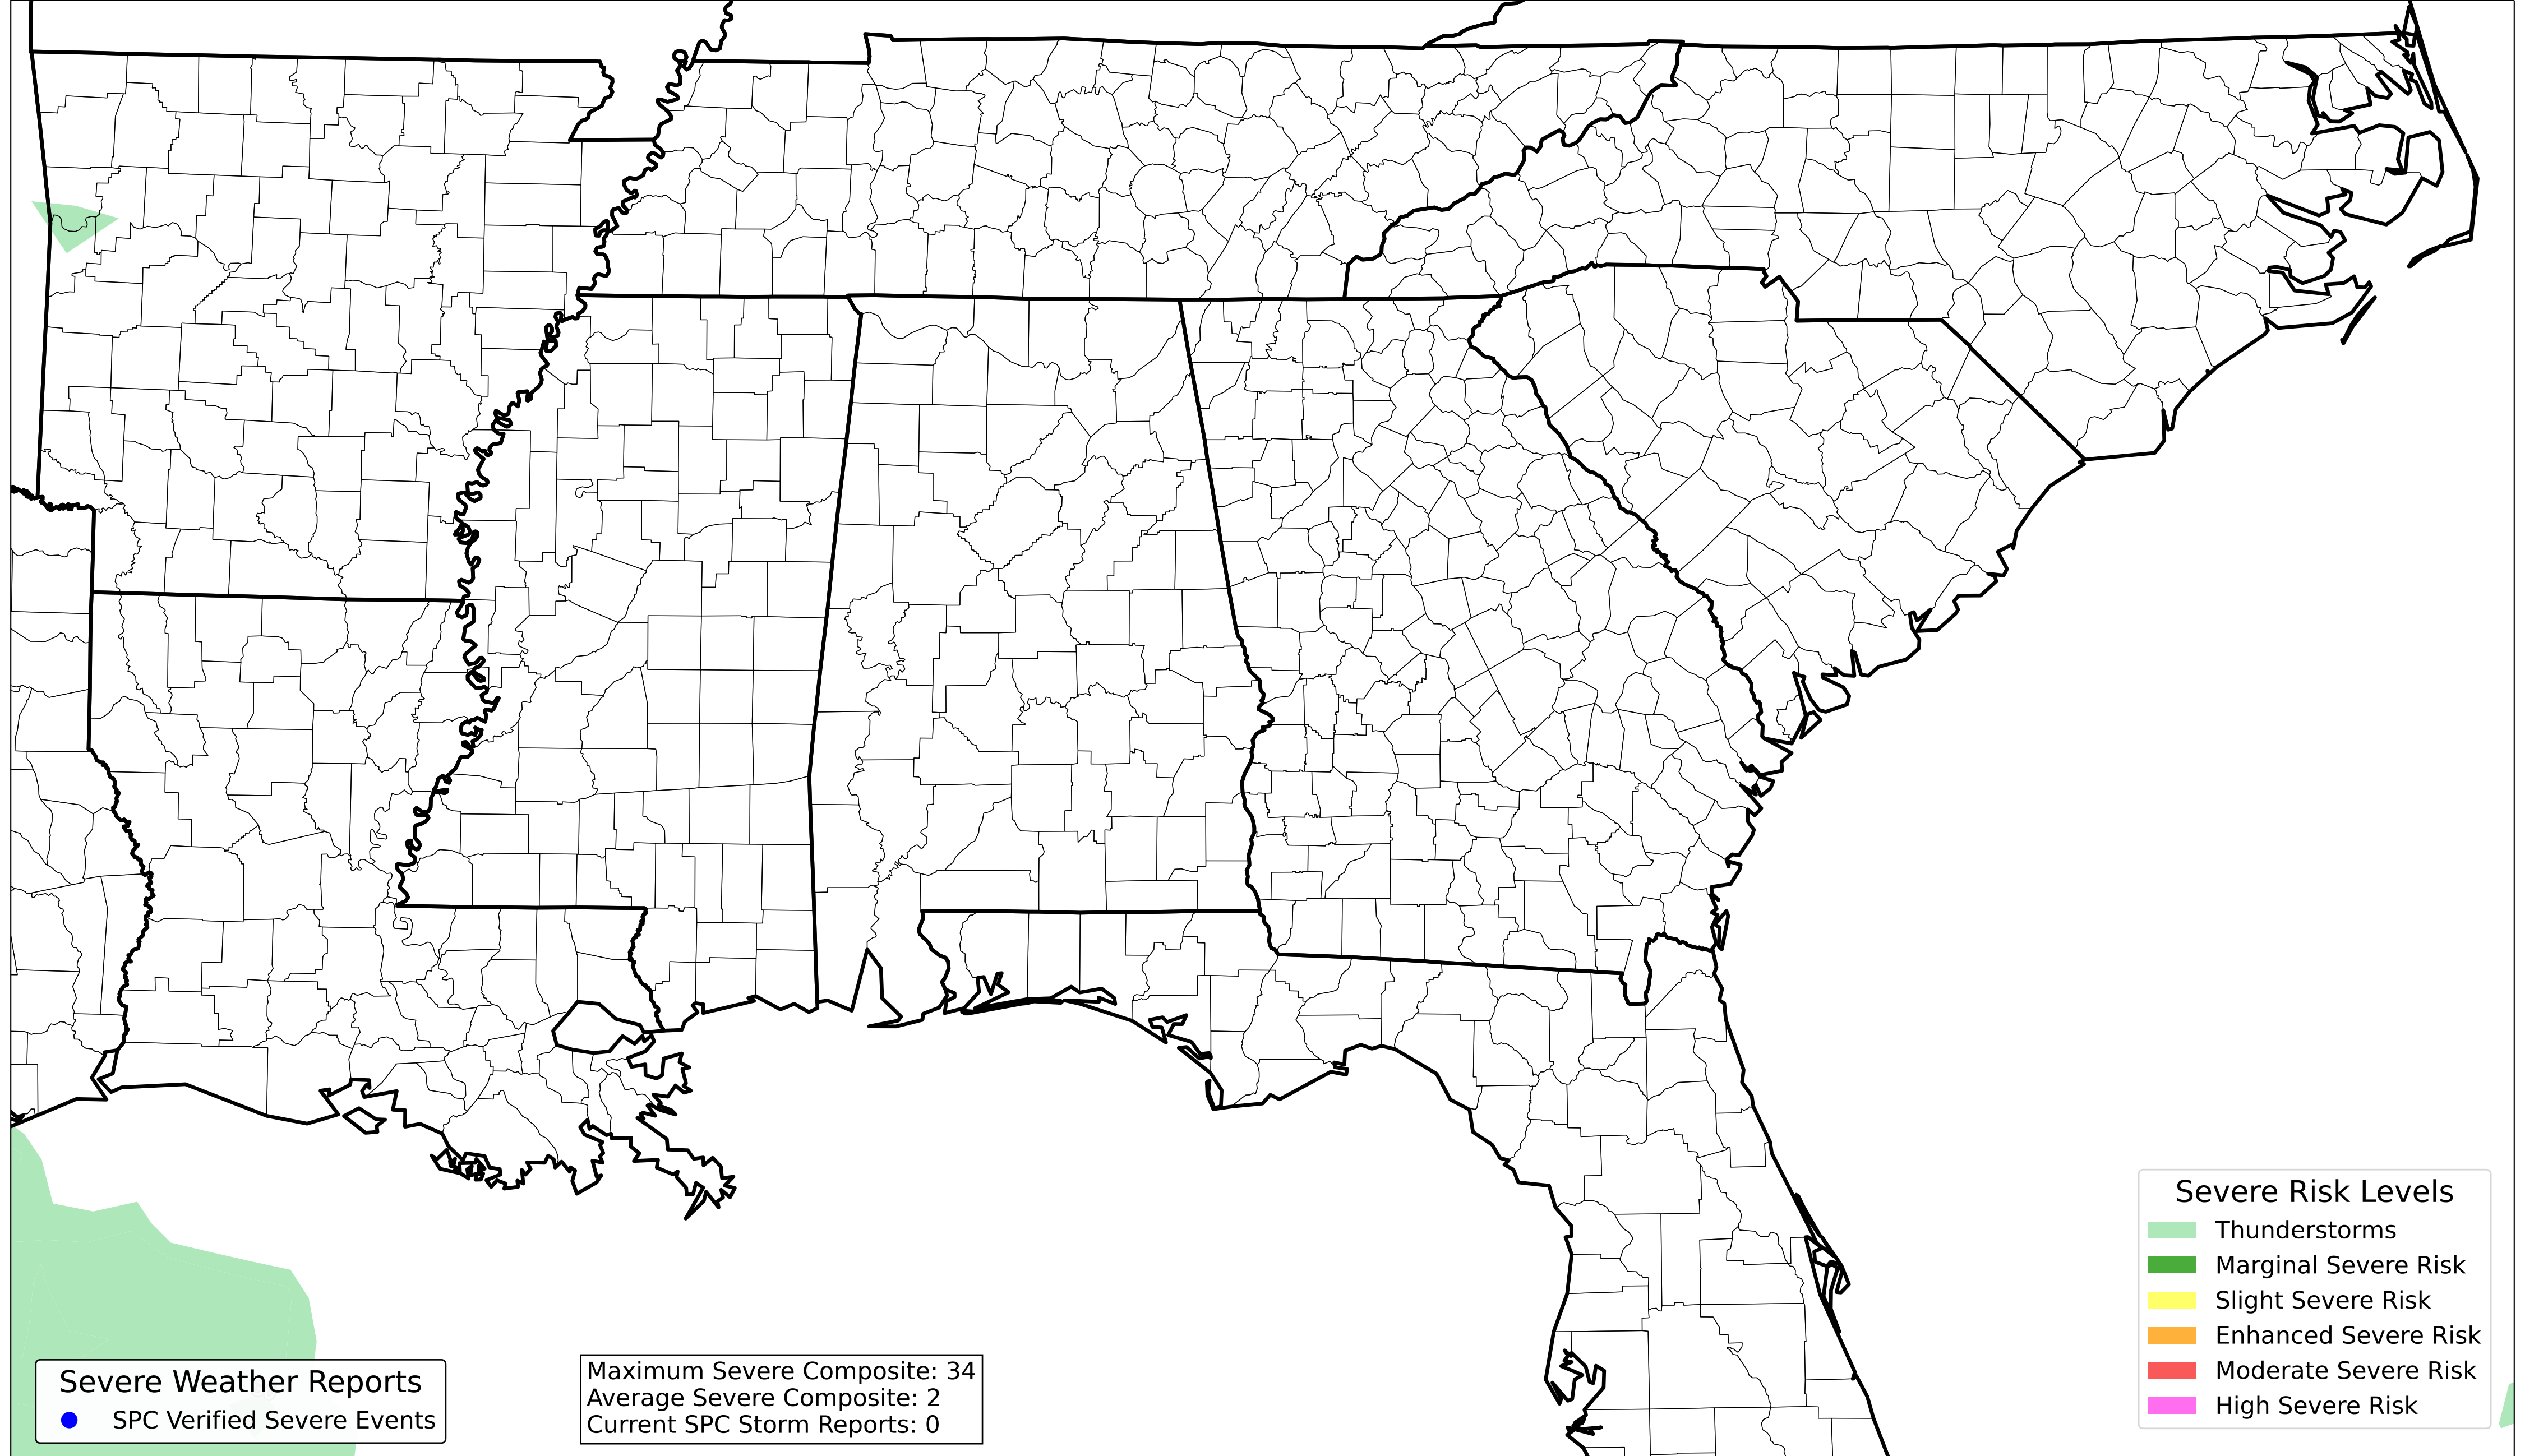 Severe Weather Reports
SPC Verified Severe Events
Maximum Severe Composite: 34
Average Severe Composite: 2
Current SPC Storm Reports: 0
Severe Risk Levels
Thunderstorms
Marginal Severe Risk
Slight Severe Risk
Enhanced Severe Risk
Moderate Severe Risk
High Severe Risk